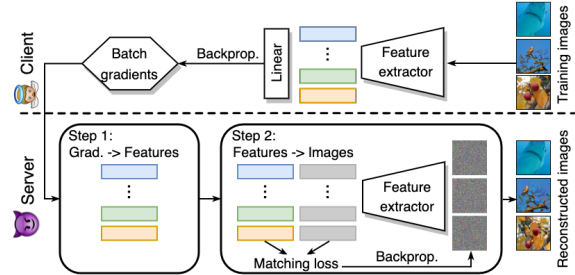 Client
Batch
gradients
Backprop.
Linear
Feature
extractor
Training images
Server
Step 1:
Grad. -> Features
Step 2:
Features -> Images
Feature
extractor
Matching loss
Backprop.
Reconstructed images